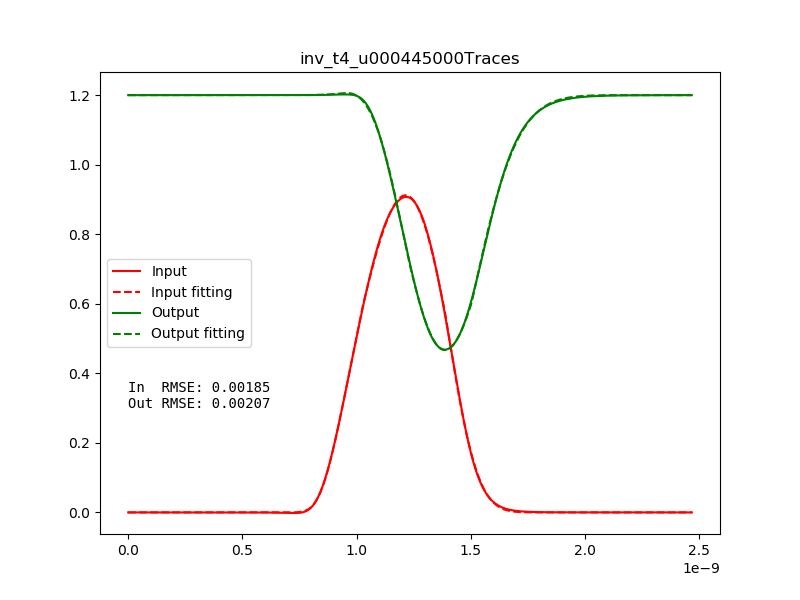 inv_t4_u000445000Traces
1.2
1.0
0.8
0.6
0.4
0.2
0.0
Input
Input fitting
Output
Output fitting
In  RMSE: 0.00185
Out RMSE: 0.00207
0.0
0.5
1.0
1.5
2.0
2.5
1e−9